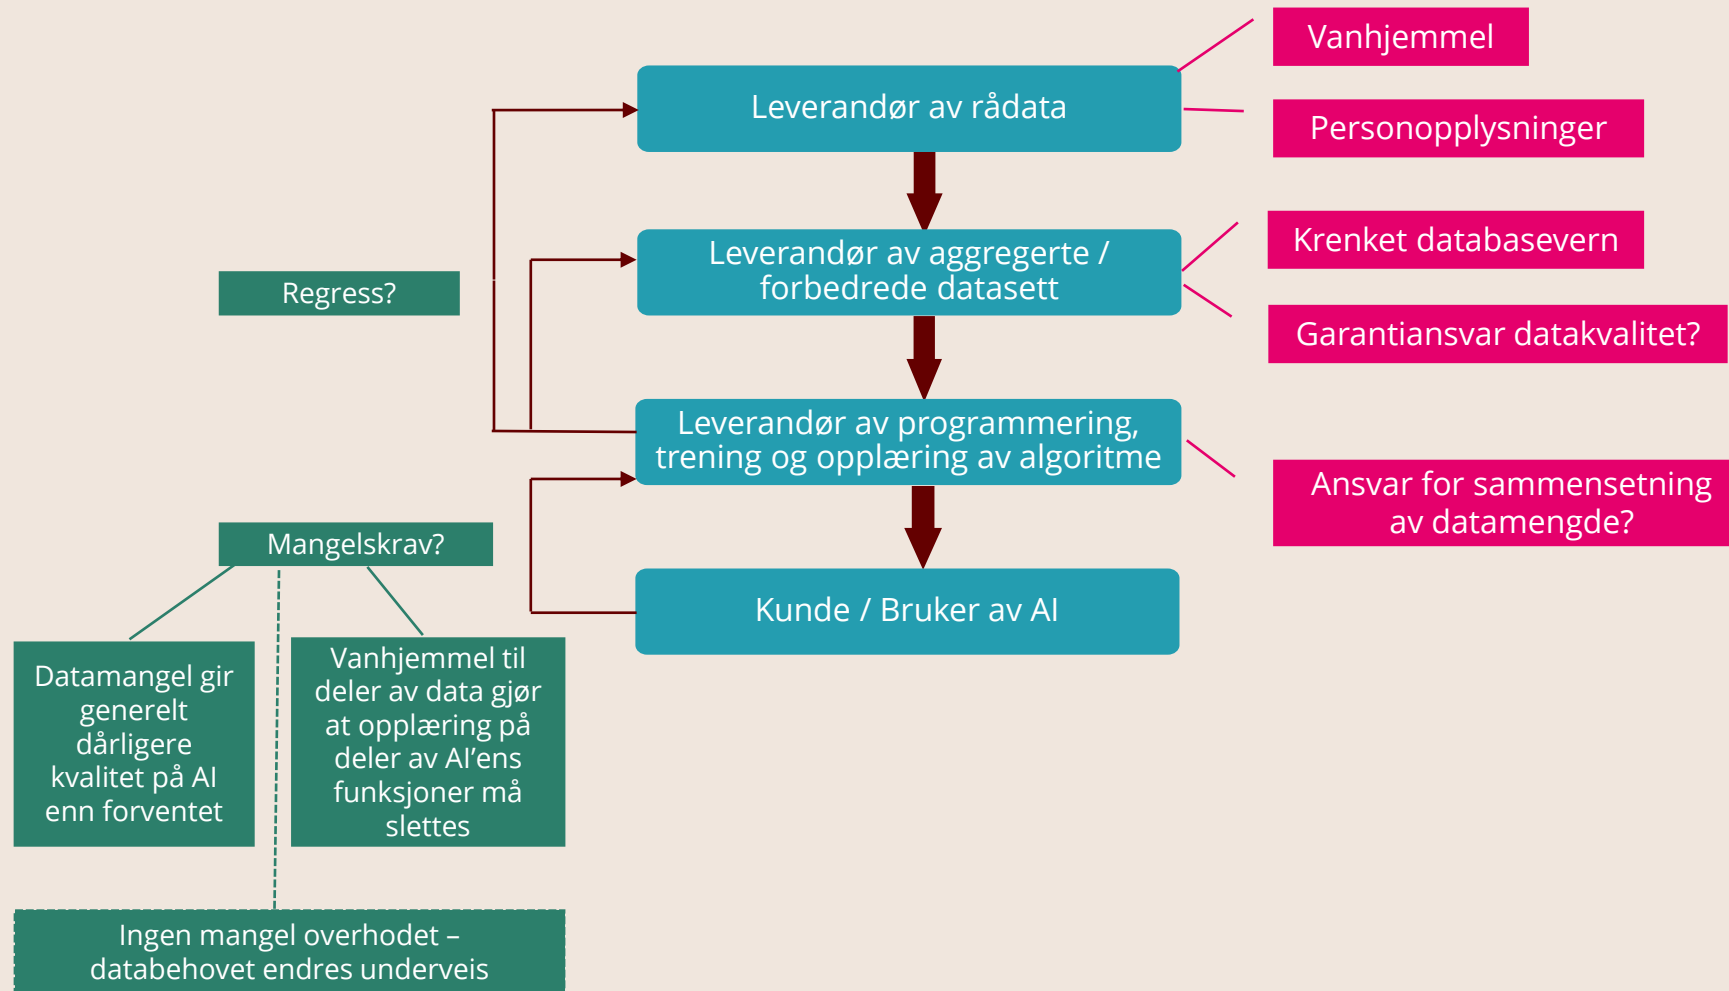 Vanhjemmel
Leverandør av rådata
Personopplysninger
Krenket databasevern
Leverandør av aggregerte /
forbedrede datasett
Regress?
Garantiansvar datakvalitet?
Leverandør av programmering,
trening og opplæring av algoritme
Ansvar for sammensetning
av datamengde?
Mangelskrav?
Kunde / Bruker av AI
Datamangel gir
generelt
dårligere
kvalitet på AI
enn forventet
Vanhjemmel til
deler av data gjør
at opplæring på
deler av AI’ens
funksjoner må
slettes
Ingen mangel overhodet –
databehovet endres underveis